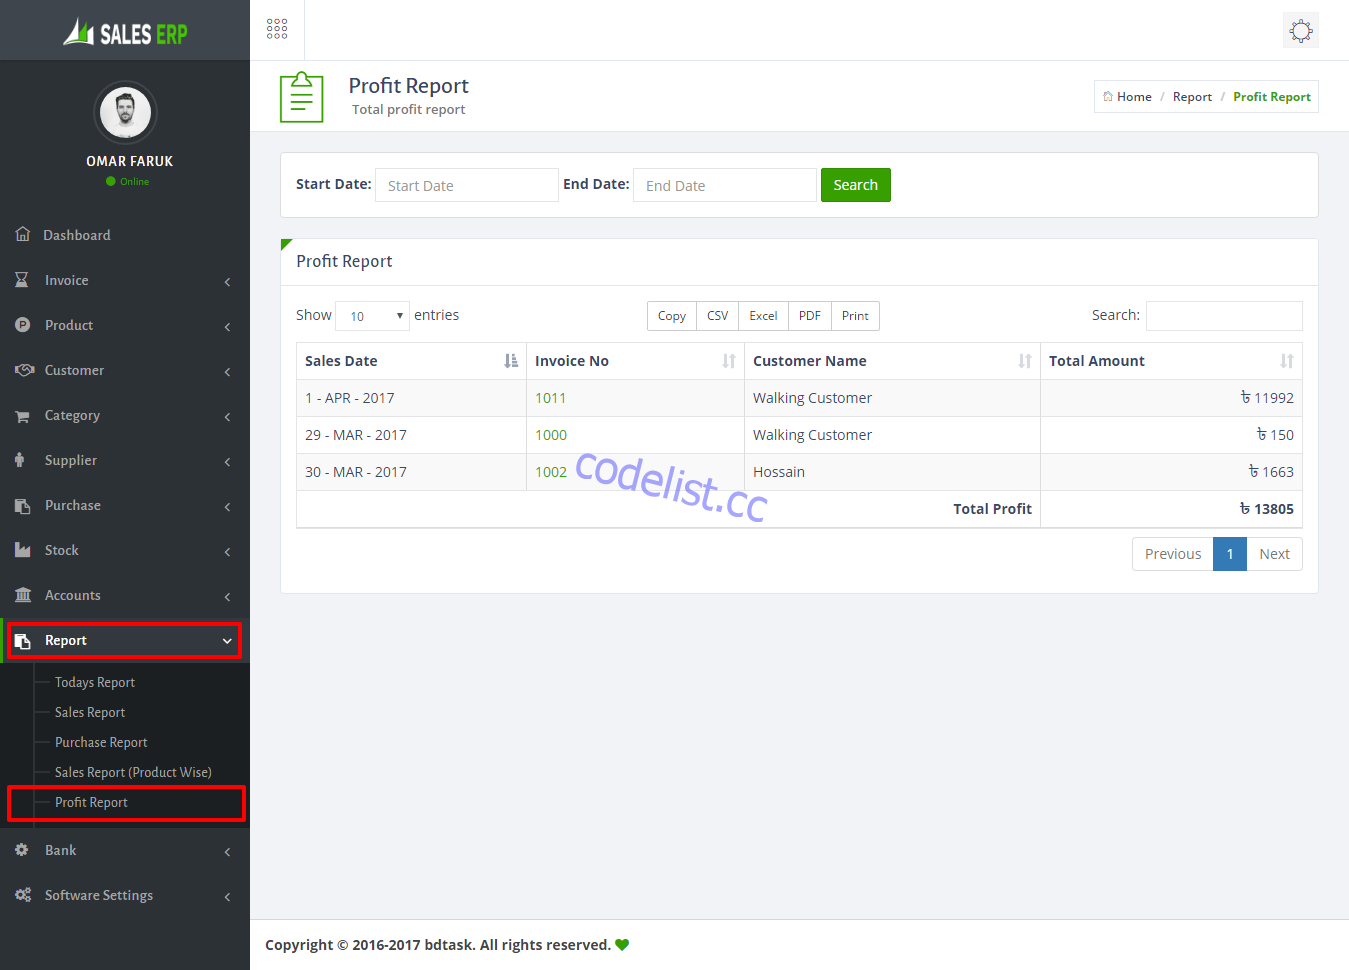 SALES ERP
OMAR FARUK
Online
Dashboard
Invoice
Product
Customer
Category
Supplier
Purchase
Stock
Accounts
Report
Todays Report
Sales Report
Purchase Report
Sales Report (Product Wise)
Profit Report
Bank
Software Settings
Profit Report
Total profit report
Home / Report / Profit Report
Start Date: Start Date End Date: End Date Search
Profit Report
Show 10 entries Copy CSV Excel PDF Print Search:
Sales Date Invoice No Customer Name Total Amount
1 - APR - 2017 1011 Walking Customer ৳ 11992
29 - MAR - 2017 1000 Walking Customer ৳ 150
30 - MAR - 2017 1002 Hossain ৳ 1663
codelist.cc
Total Profit ৳ 13805
Previous 1 Next
Copyright © 2016-2017 bdtask. All rights reserved.